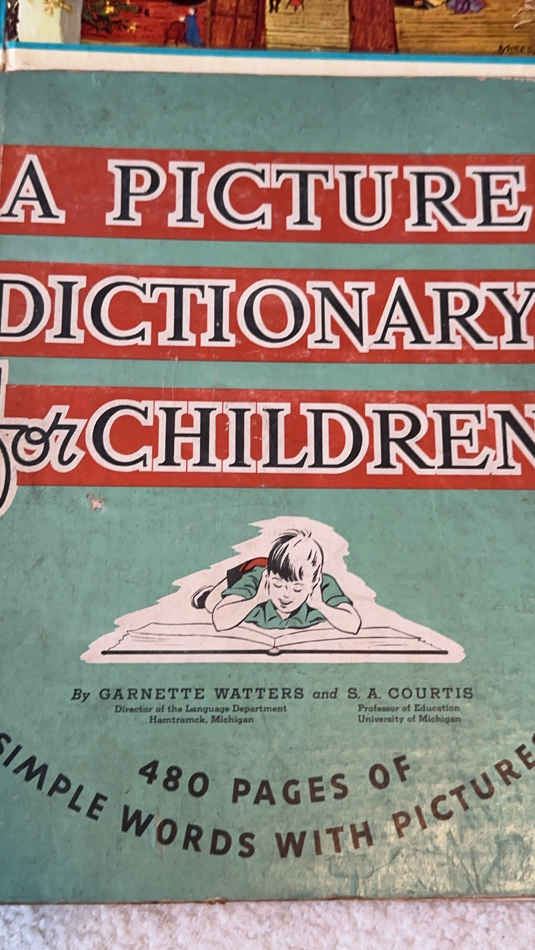 A PICTURE
DICTIONARY
for CHILDREN
By GARNETTE WATTERS and S. A. COURTIS
Director of the Language Department Professor of Education
Hamtramck, Michigan University of Michigan
480 PAGES OF
SIMPLE WORDS WITH PICTURES